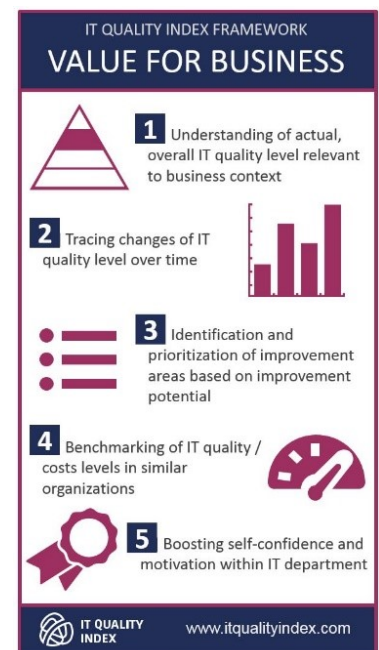 IT QUALITY INDEX FRAMEWORK
VALUE FOR BUSINESS
1 Understanding of actual,
overall IT quality level relevant
to business context
2 Tracing changes of IT
quality level over time
3 Identification and
prioritization of improvement
areas based on improvement
potential
4 Benchmarking of IT quality /
costs levels in similar
organizations
5 Boosting self-confidence and
motivation within IT department
IT QUALITY
INDEX
www.itqualityindex.com